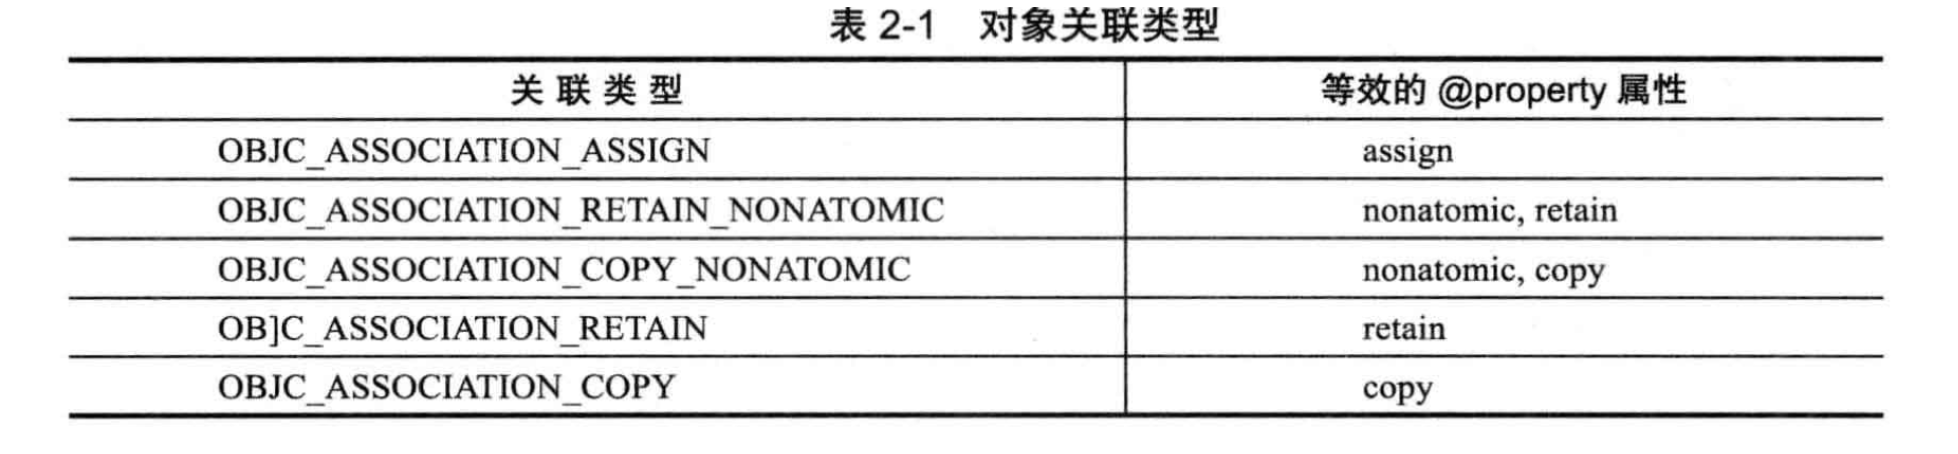 表 2-1 对象关联类型
关 联 类 型 等效的 @property 属性
OBJC_ASSOCIATION_ASSIGN assign
OBJC_ASSOCIATION_RETAIN_NONATOMIC nonatomic, retain
OBJC_ASSOCIATION_COPY_NONATOMIC nonatomic, copy
OB]C_ASSOCIATION_RETAIN retain
OBJC_ASSOCIATION_COPY copy